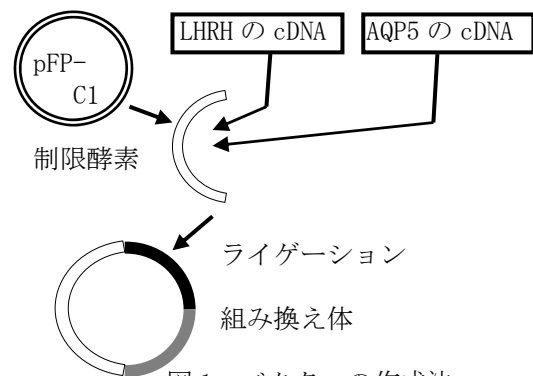 LHRH の cDNA
AQP5 の cDNA
pFP-
C1
制限酵素
ライゲーション
組み換え体